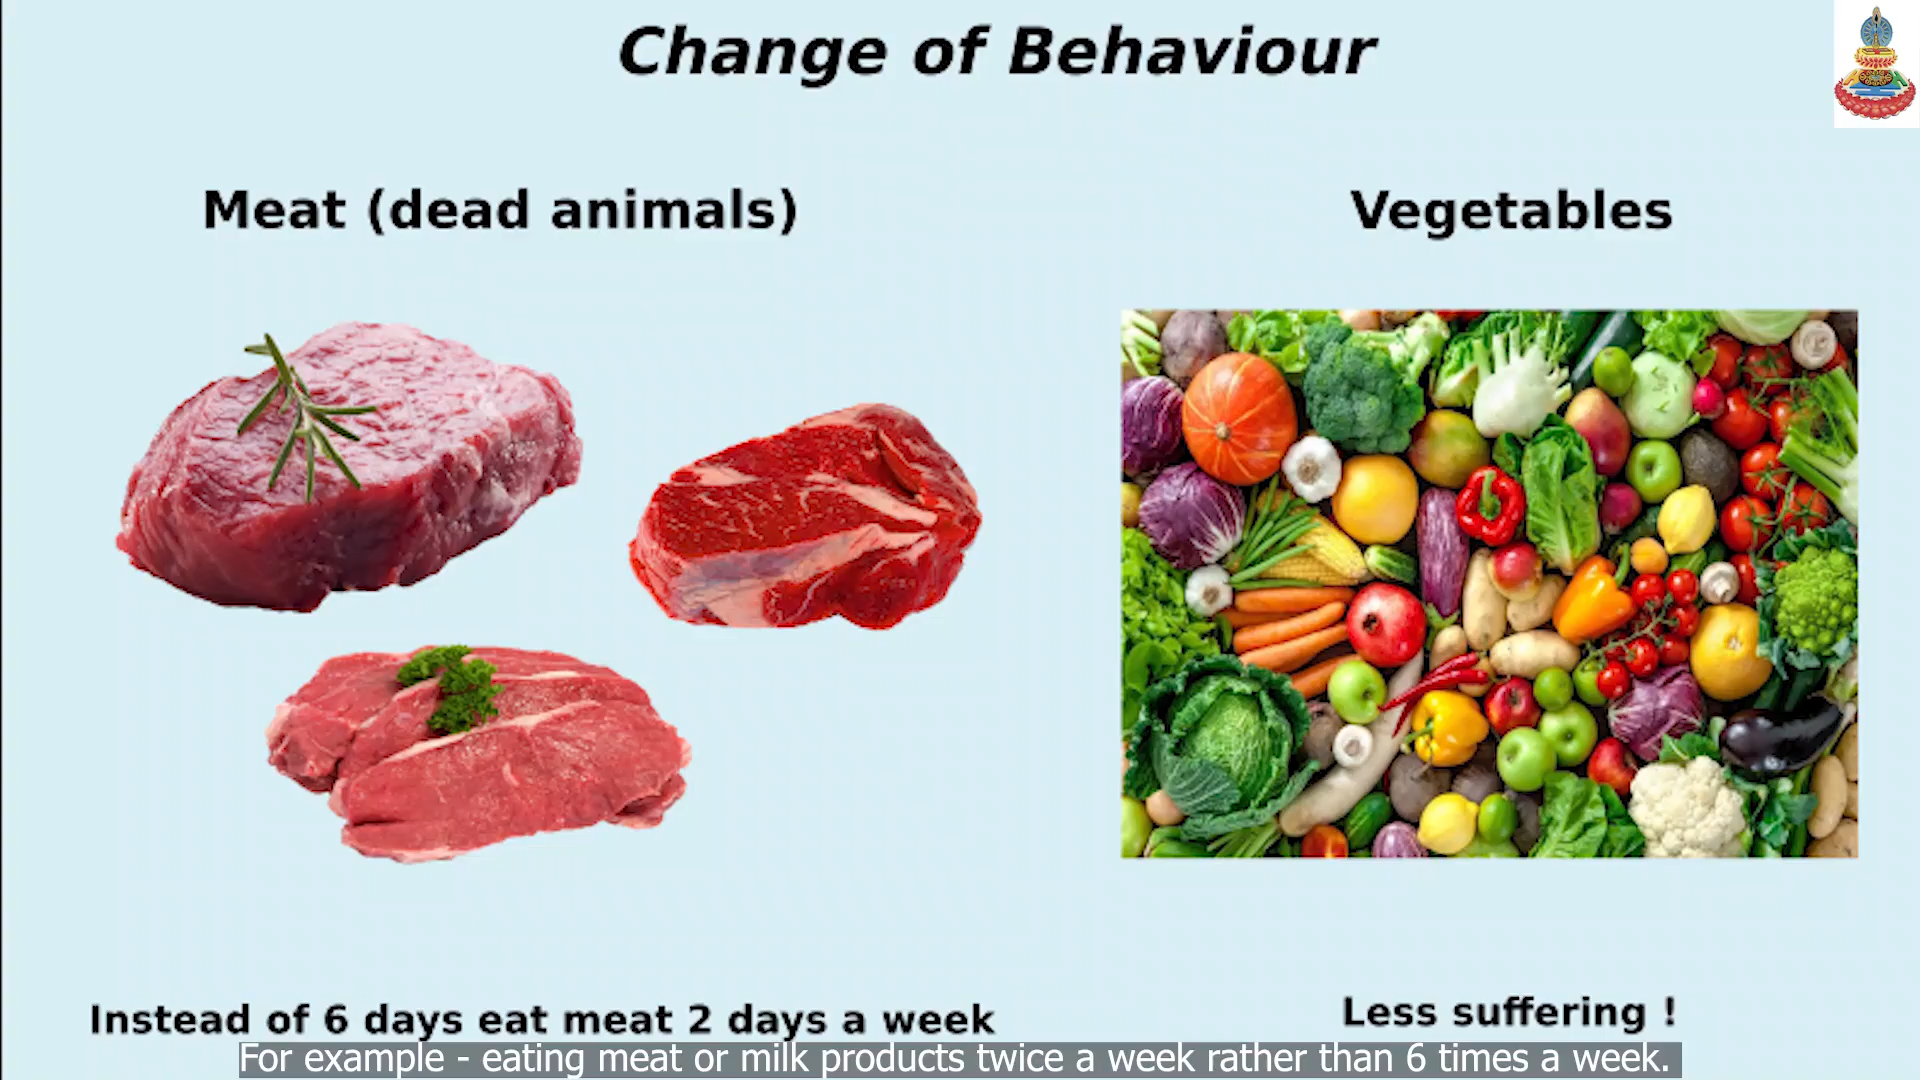 Change of Behaviour
Meat (dead animals)
Vegetables
Instead of 6 days eat meat 2 days a week
Less suffering !
For example - eating meat or milk products twice a week rather than 6 times a week.